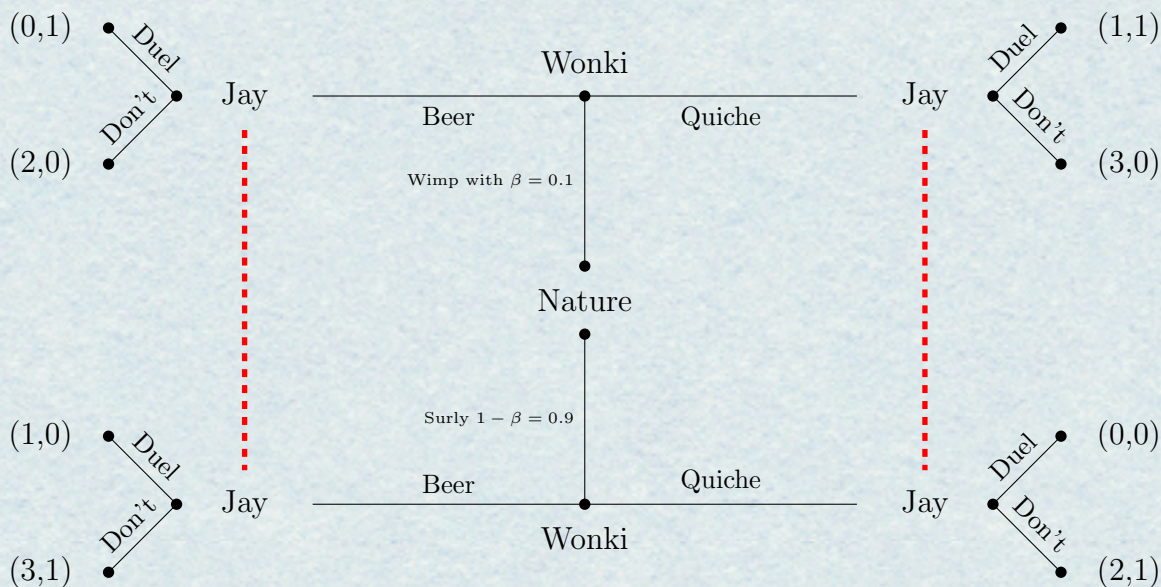 (0,1) Duel (1,1) Duel
Wonki
Don't Jay Jay Don't
Beer Quiche
(2,0) (3,0)
Wimp with β = 0.1
Nature
Surly 1 − β = 0.9
(1,0) Duel (0,0) Duel
Beer Quiche
Don't Jay Jay Don't
Wonki
(3,1) (2,1)